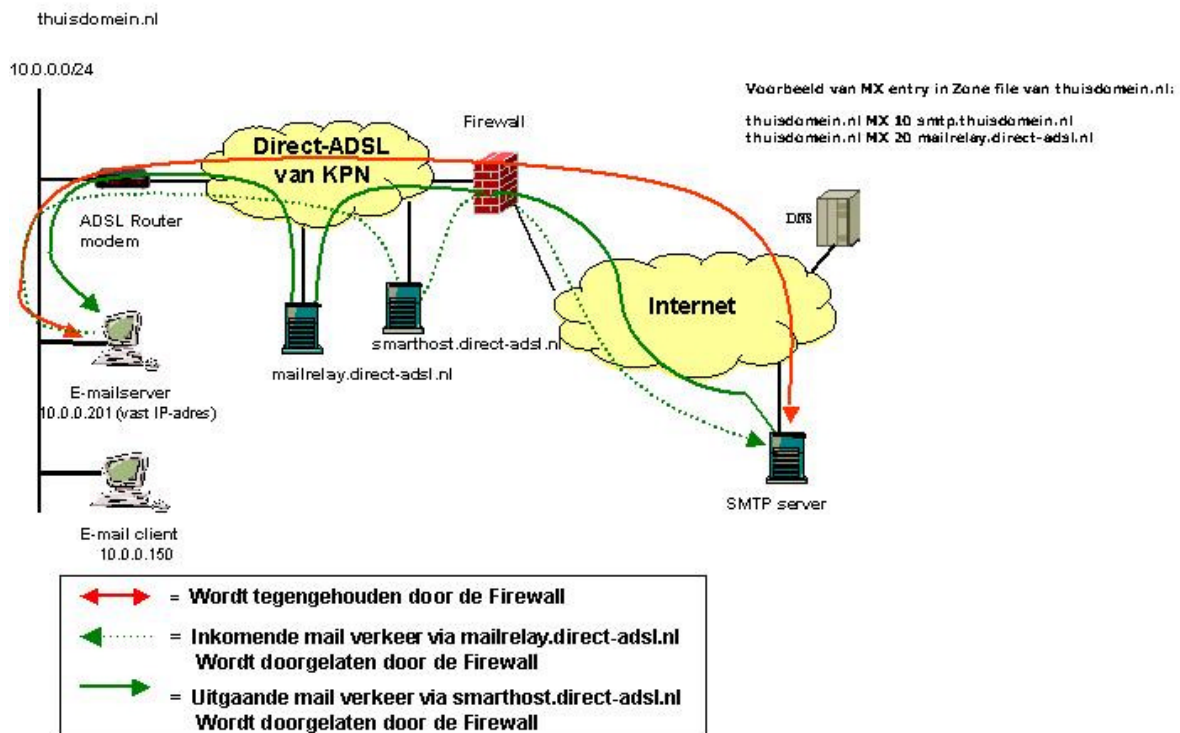 thuisdomein.nl
10.0.0.0/24
Voorbeeld van MX entry in Zone file van thuisdomein.nl:
thuisdomein.nl MX 10 smtp.thuisdomein.nl
thuisdomein.nl MX 20 mailrelay.direct-adsl.nl
Firewall
Direct-ADSL
van KPN
ADSL Router
modem
DNS
Internet
smarthost.direct-adsl.nl
mailrelay.direct-adsl.nl
E-mailserver
10.0.0.201 (vast IP-adres)
SMTP server
E-mail client
10.0.0.150
= Wordt tegengehouden door de Firewall
= Inkomende mail verkeer via mailrelay.direct-adsl.nl
Wordt doorgelaten door de Firewall
= Uitgaande mail verkeer via smarthost.direct-adsl.nl
Wordt doorgelaten door de Firewall